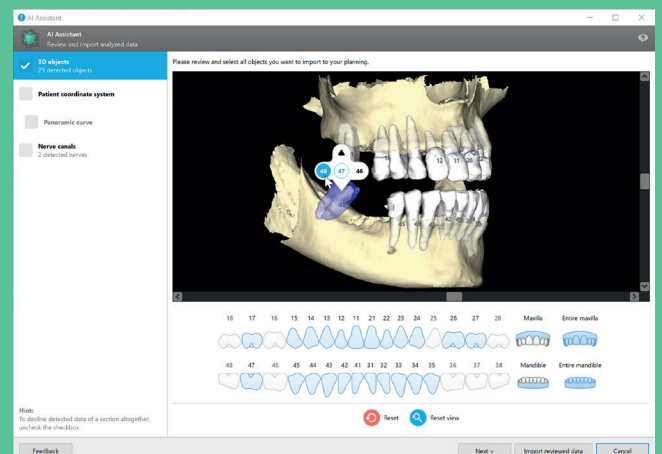 AI Assistant
AI Assistant
Review and import analyzed data
3D objects
25 detected objects
Patient coordinate system
Panoramic curve
Nerve canals
2 detected nerves
Hint:
To decline detected data of a section altogether,
uncheck the checkbox.
Please review and select all objects you want to import to your planning.
48 47 46
12 11
18 17 16 15 14 13 12 11 21 22 23 24 25 26 27 28 Maxilla Entire maxilla
48 47 46 45 44 43 42 41 31 32 33 34 35 36 37 38 Mandible Entire mandible
Reset Reset view
Feedback Next > Import reviewed data Cancel